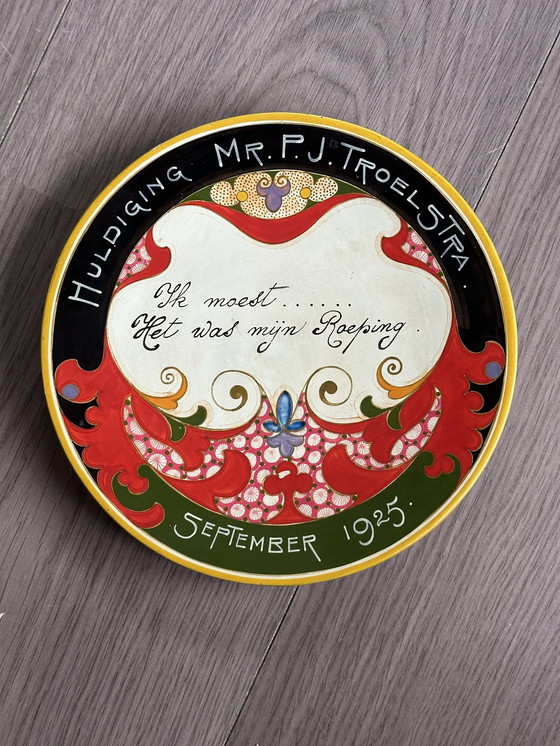 HULDIGING MR. P.J. TROELSTRA.
Ik moest......
Het was mijn Roeping.
SEPTEMBER 1925.